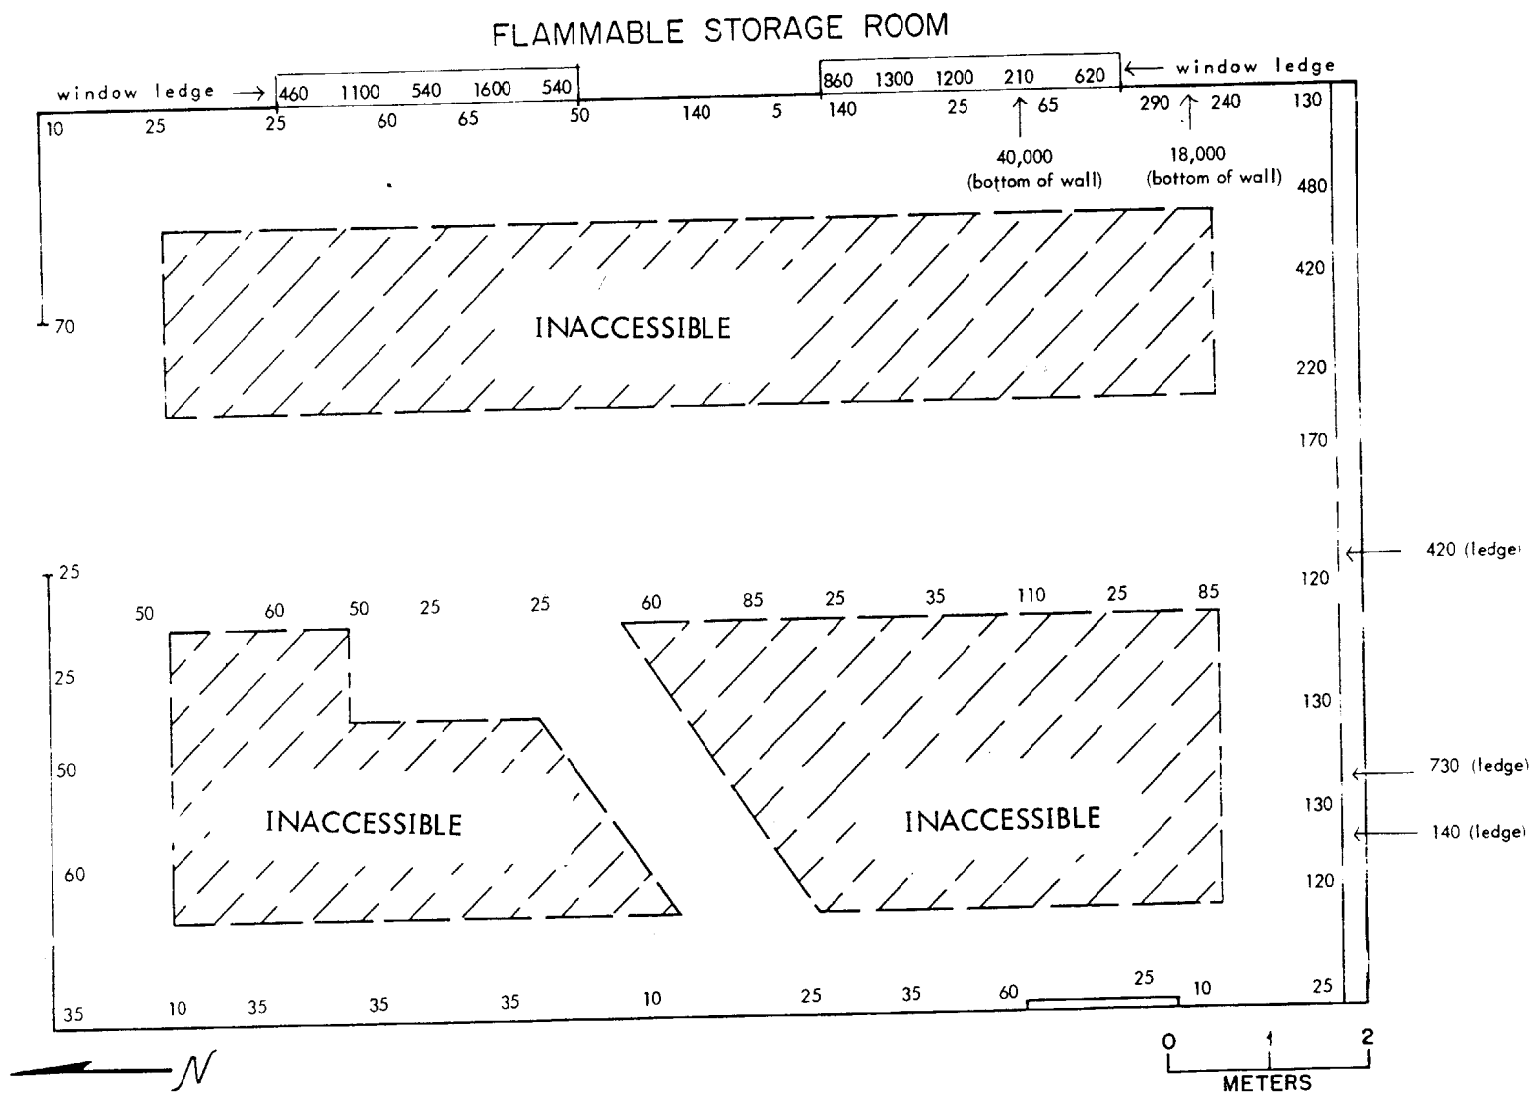 FLAMMABLE STORAGE ROOM
window ledge → 460 1100 540 1600 540 860 1300 1200 210 620 ← window ledge
10 25 25 60 65 50 140 5 140 25 65 290 240 130
40,000 18,000
(bottom of wall) (bottom of wall) 480
420
INACCESSIBLE
70
220
170
420 (ledge)
25 120
50 60 50 25 25 60 85 25 35 110 25 85
25
130
50 730 (ledge)
130
INACCESSIBLE INACCESSIBLE 140 (ledge)
60 120
35 10 35 35 35 10 25 35 60 25 10 25
N
0 1 2
METERS